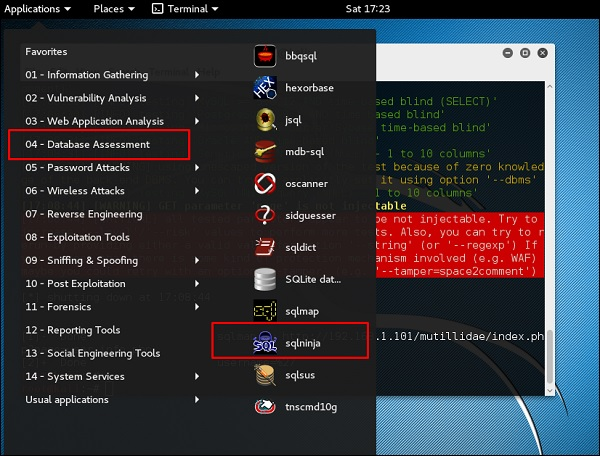 Applications Places Terminal Sat 17:23
Favorites
01 - Information Gathering
02 - Vulnerability Analysis
03 - Web Application Analysis
04 - Database Assessment
05 - Password Attacks
06 - Wireless Attacks
07 - Reverse Engineering
08 - Exploitation Tools
09 - Sniffing & Spoofing
10 - Post Exploitation
11 - Forensics
12 - Reporting Tools
13 - Social Engineering Tools
14 - System Services
Usual applications
bbqsql
hexorbase
jsql
mdb-sql
oscanner
sidguesser
sqldict
SQLite dat...
sqlmap
sqlninja
sqlsus
tnscmd10g
ased blind (SELECT)'
ased blind'
time-based blind'
- 1 to 10 columns'
st because of zero knowled
it using option '--dbms'
1 to 10 columns'
table
be not injectable. Try to
ts. Also, you can try to r
tring' (or '--regexp') If
hanism involved (e.g. WAF)
'--tamper=space2comment')
.1.101/mutillidae/index.ph